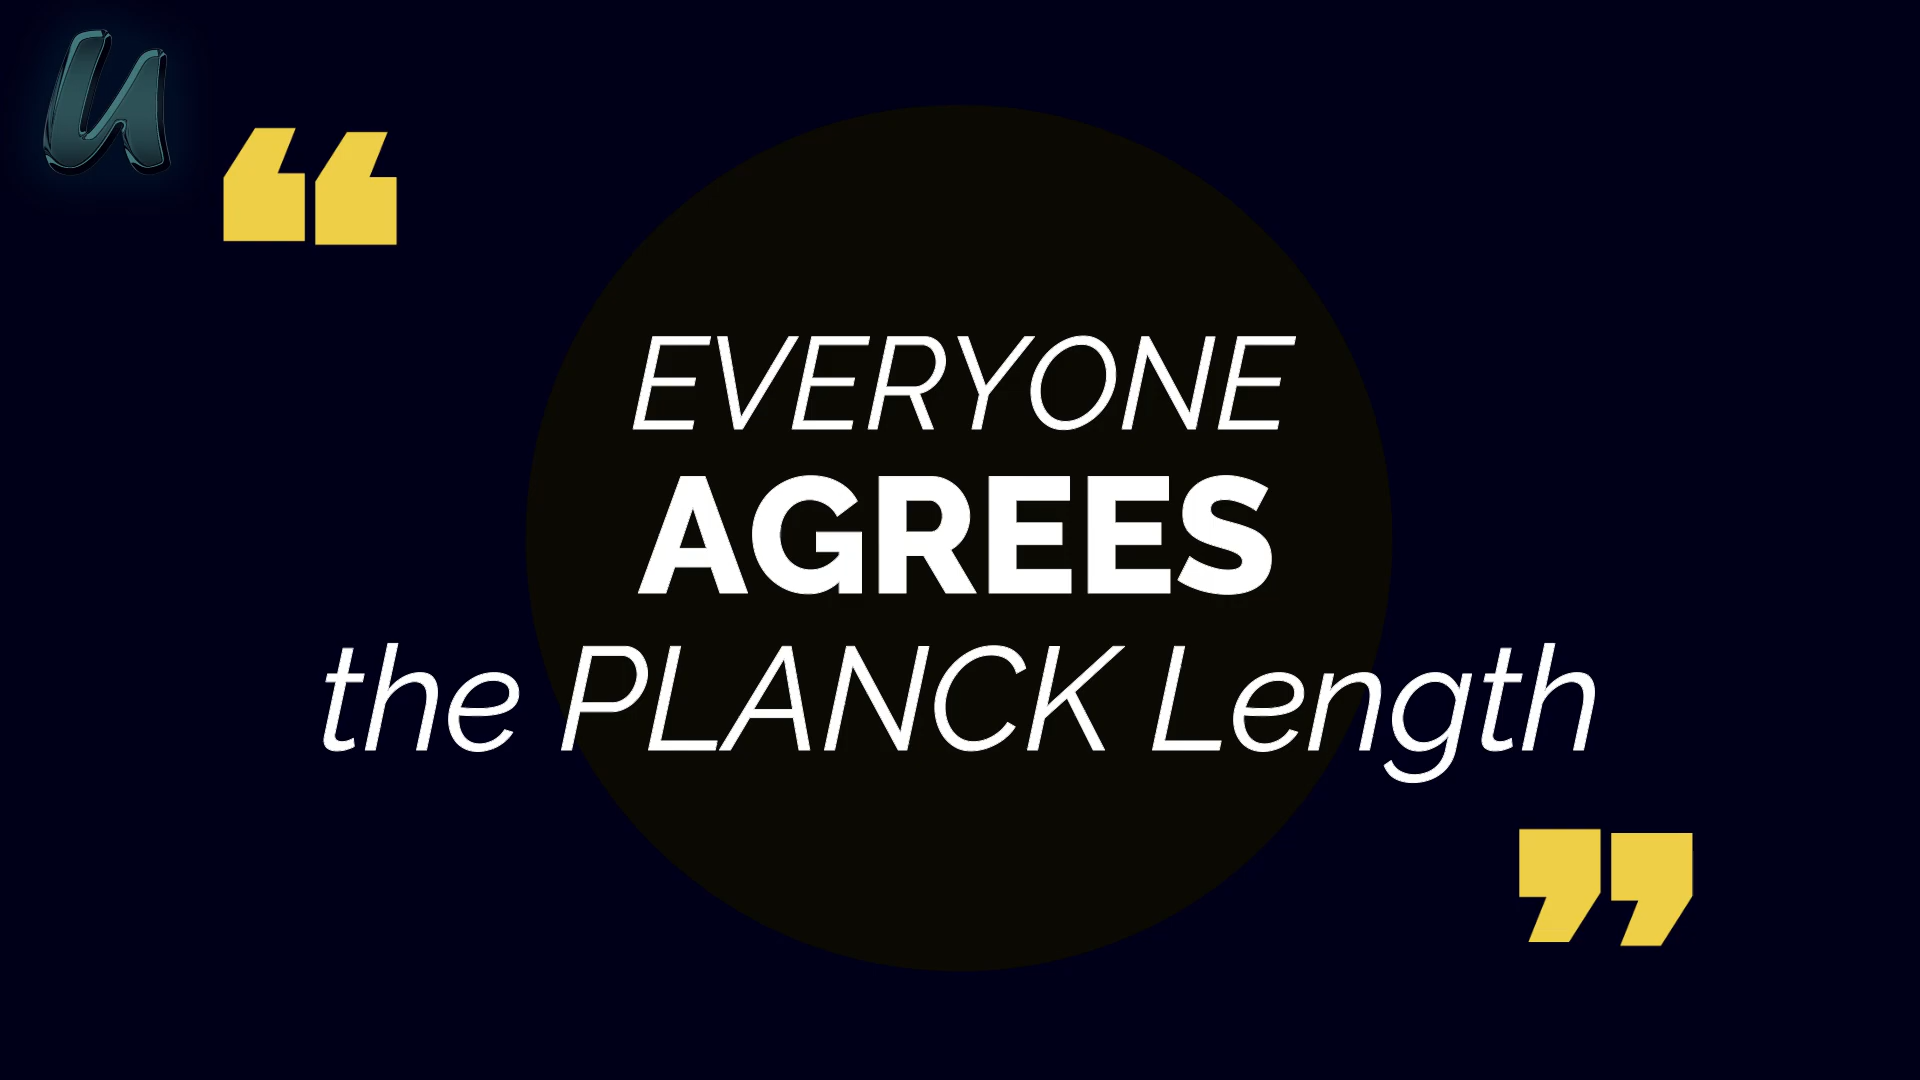 u
“
EVERYONE
AGREES
the PLANCK Length
”